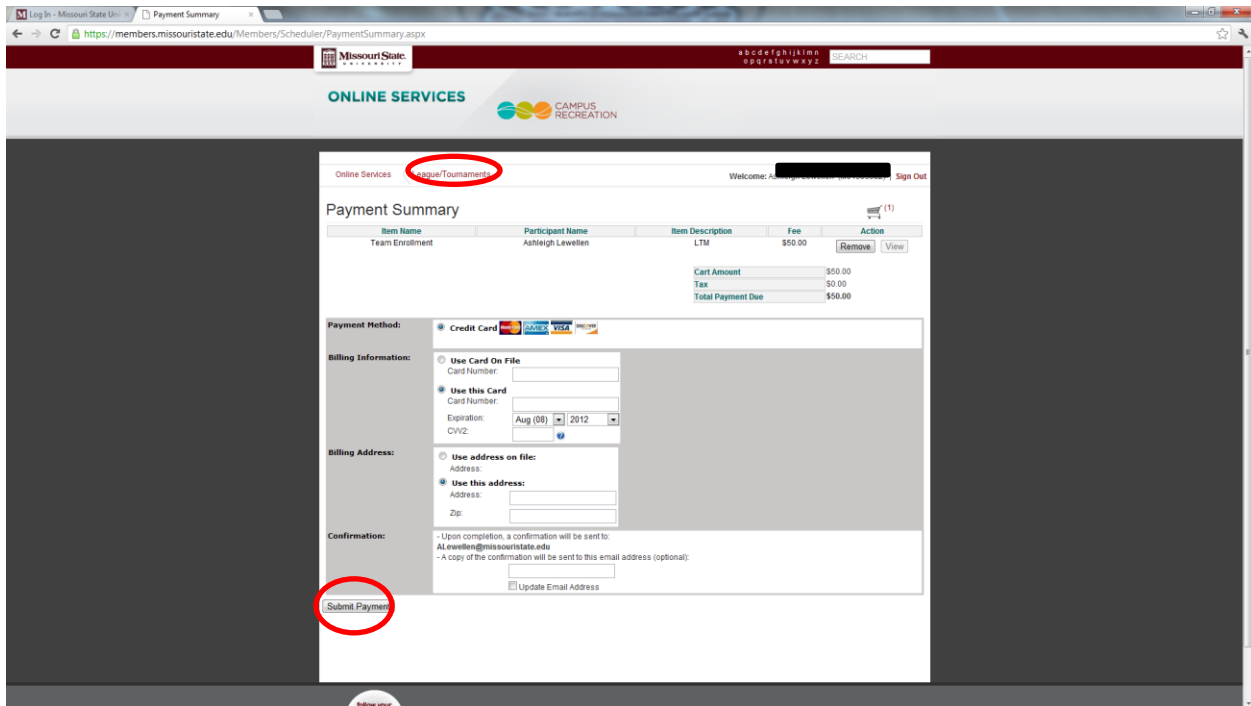 Log In - Missouri State Uni
Payment Summary
https://members.missouristate.edu/Members/Scheduler/PaymentSummary.aspx
Missouri State.
UNIVERSITY
a b c d e f g h i j k l m n
o p q r s t u v w x y z
SEARCH
ONLINE SERVICES
CAMPUS
RECREATION
Online Services
League/Tournaments
Welcome:
Sign Out
Payment Summary
(1)
Item Name Participant Name Item Description Fee Action
Team Enrollment Ashleigh Lewellen LTM $50.00 Remove View
Cart Amount $50.00
Tax $0.00
Total Payment Due $50.00
Payment Method:
Credit Card MasterCard AMEX VISA DISCOVER
Billing Information:
Use Card On File
Card Number:
Use this Card
Card Number:
Expiration: Aug (08) 2012
CVV2:
Billing Address:
Use address on file:
Address:
Use this address:
Address:
Zip:
Confirmation:
- Upon completion, a confirmation will be sent to:
ALewellen@missouristate.edu
- A copy of the confirmation will be sent to this email address (optional):
Update Email Address
Submit Payment
follow your